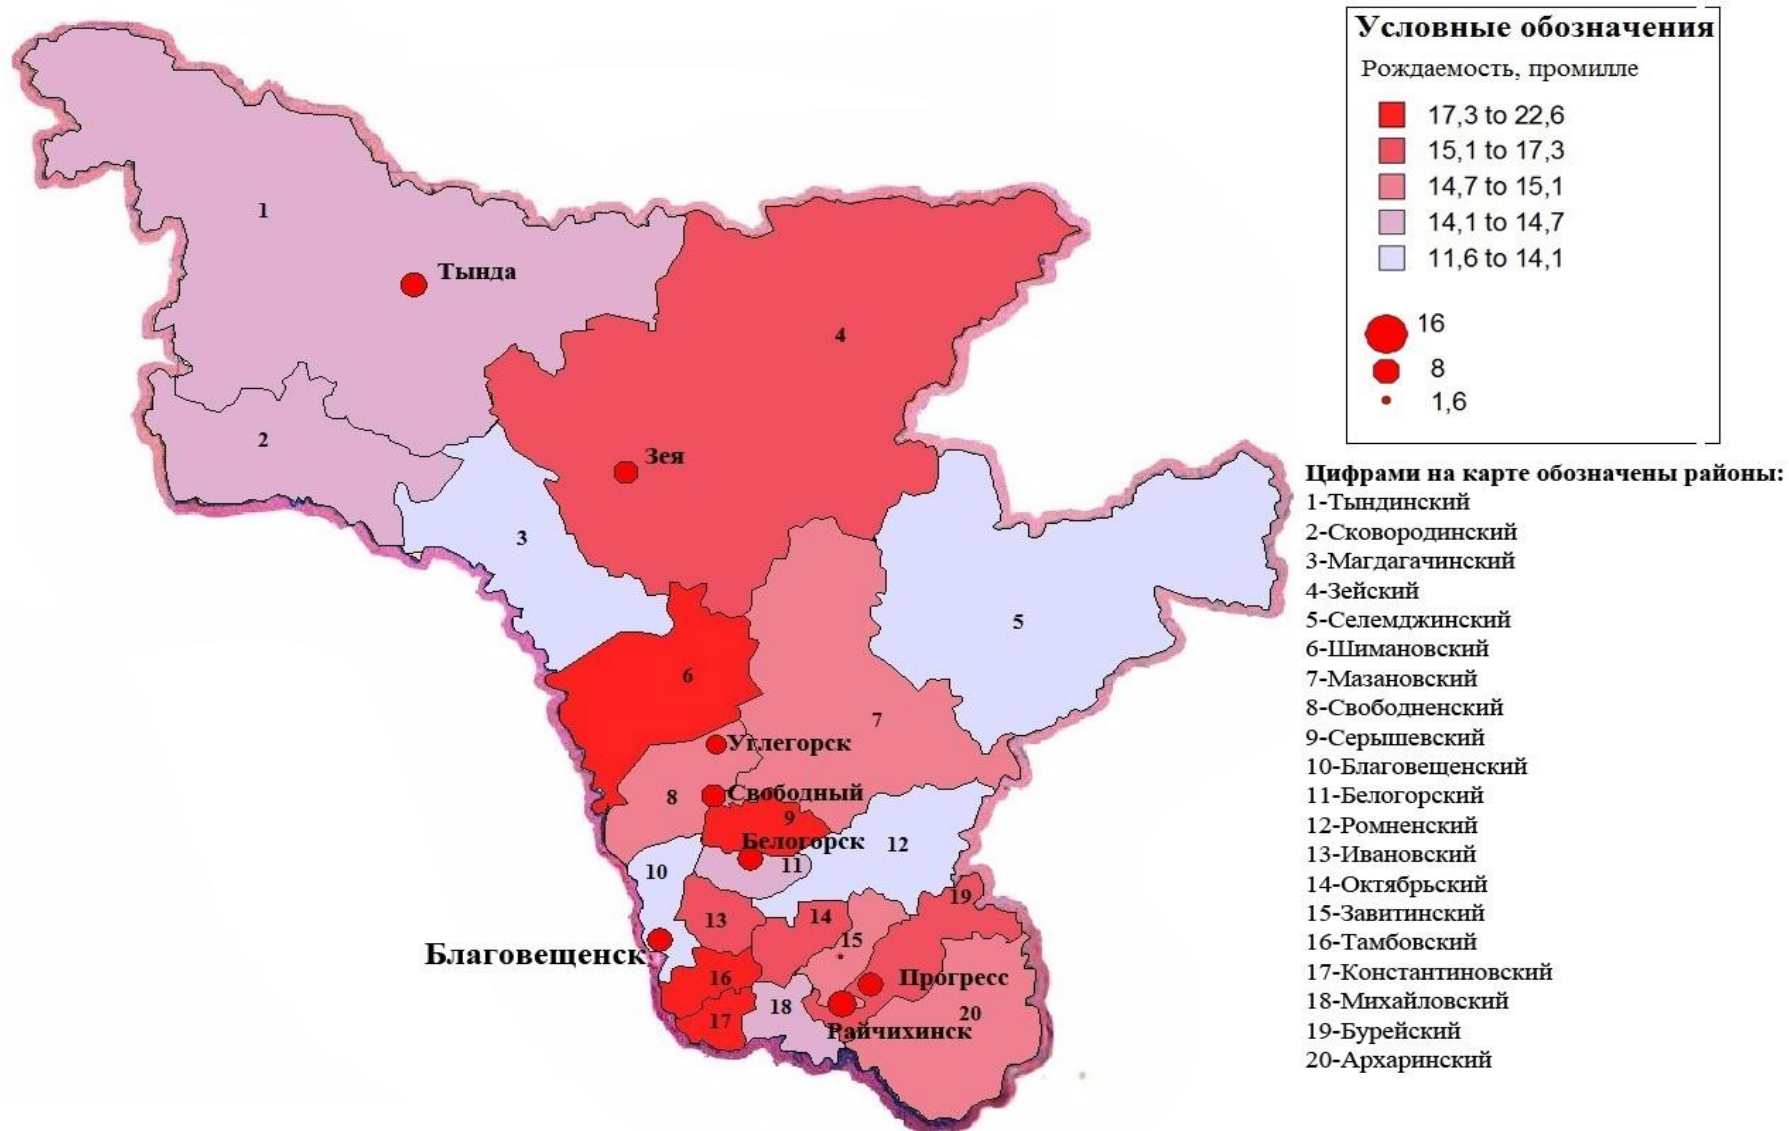 Условные обозначения
Рождаемость, промилле
17,3 to 22,6
15,1 to 17,3
14,7 to 15,1
14,1 to 14,7
11,6 to 14,1
16
8
1,6
Цифрами на карте обозначены районы:
1-Тындинский
2-Сковородинский
3-Магдагачинский
4-Зейский
5-Селемджинский
6-Шимановский
7-Мазановский
8-Свободненский
9-Серышевский
10-Благовещенский
11-Белогорский
12-Ромненский
13-Ивановский
14-Октябрьский
15-Завитинский
16-Тамбовский
17-Константиновский
18-Михайловский
19-Бурейский
20-Архаринский
1
Тында
4
2
Зея
3
5
6
7
Углегорск
8
Свободный
9
Белогорск
12
11
10
19
13
14
15
Благовещенск
16
Прогресс
18
20
17
Райчихинск